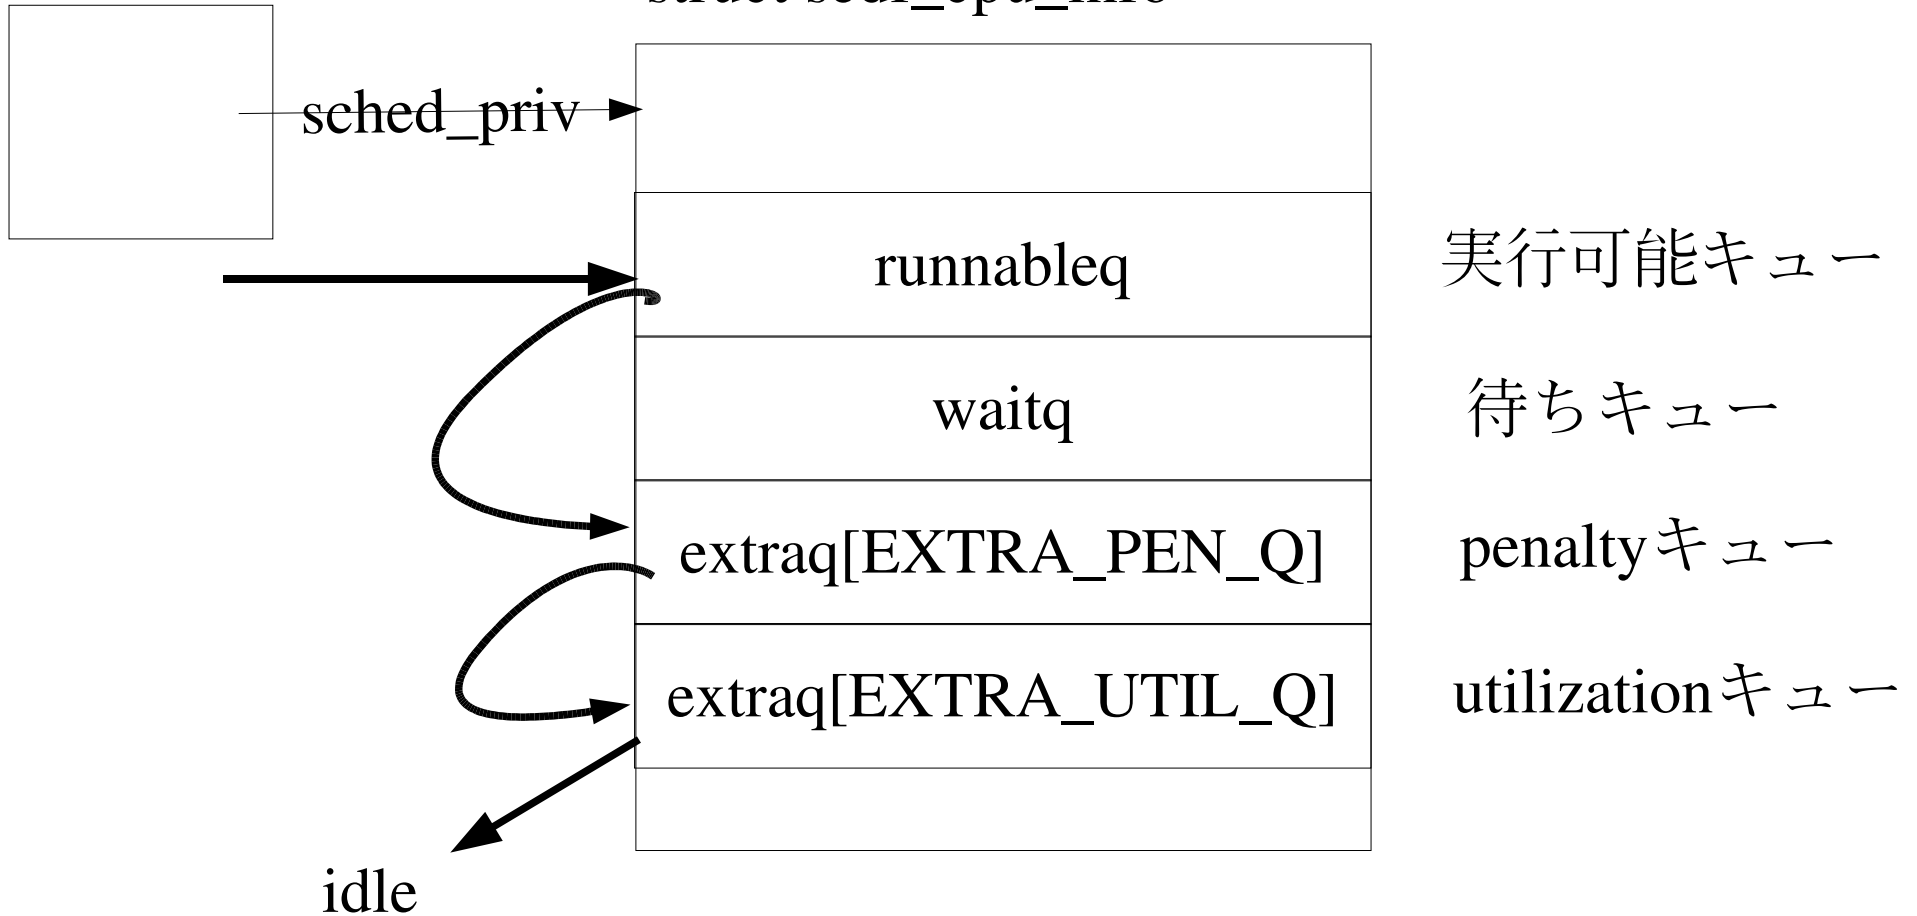 struct sedf_cpu_info
sched_priv
runnableq
実行可能キュー
waitq
待ちキュー
extraq[EXTRA_PEN_Q]
penaltyキュー
extraq[EXTRA_UTIL_Q]
utilizationキュー
idle